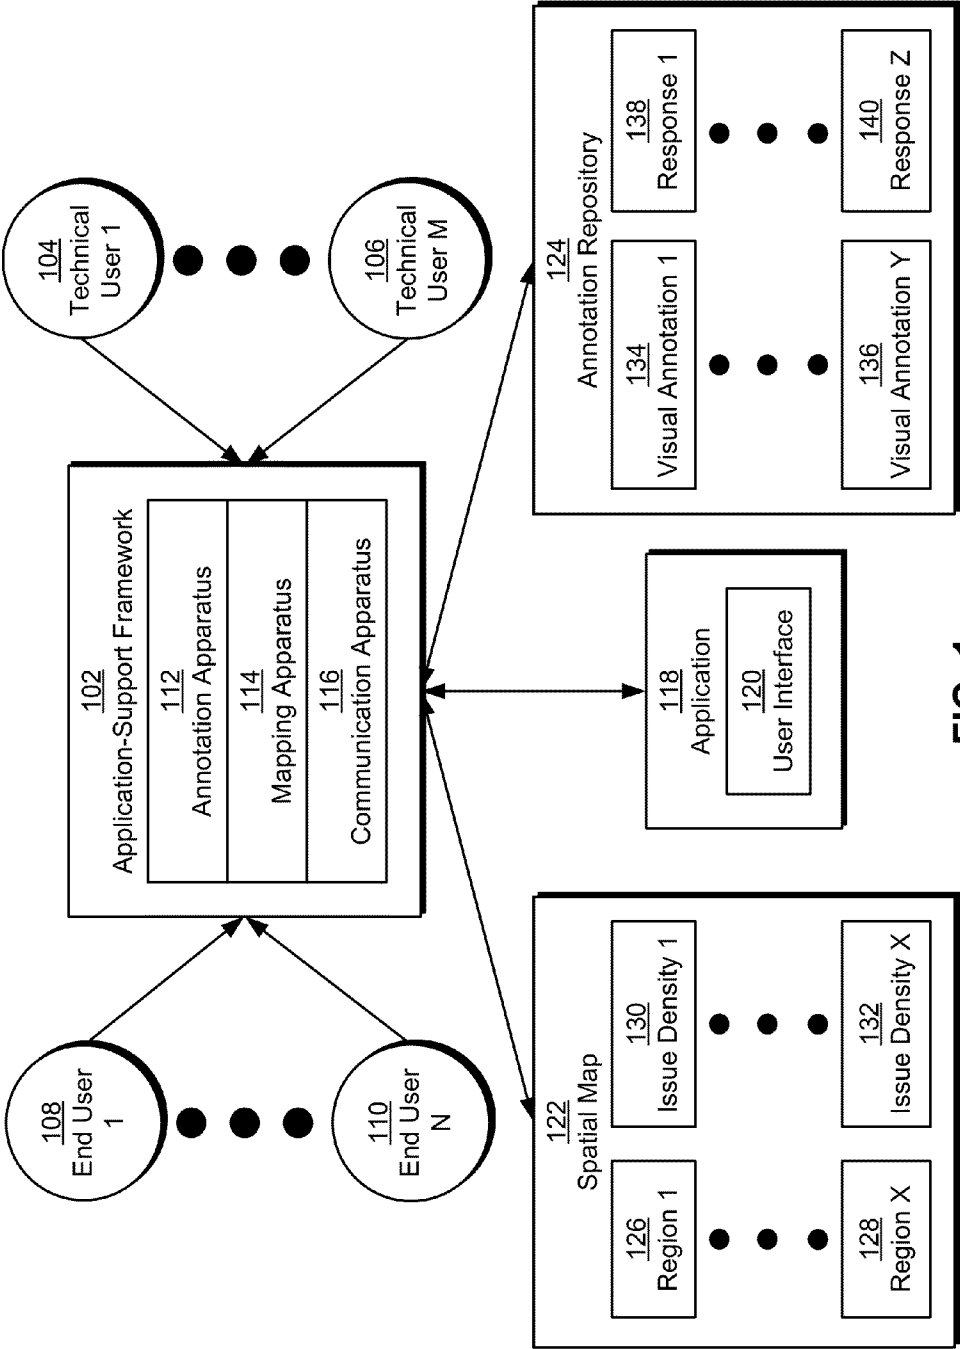 108
End User
1
110
End User
N
102
Application-Support Framework
112
Annotation Apparatus
114
Mapping Apparatus
116
Communication Apparatus
104
Technical
User 1
106
Technical
User M
122
Spatial Map
126
Region 1
130
Issue Density 1
128
Region X
132
Issue Density X
118
Application
120
User Interface
124
Annotation Repository
134
Visual Annotation 1
138
Response 1
136
Visual Annotation Y
140
Response Z